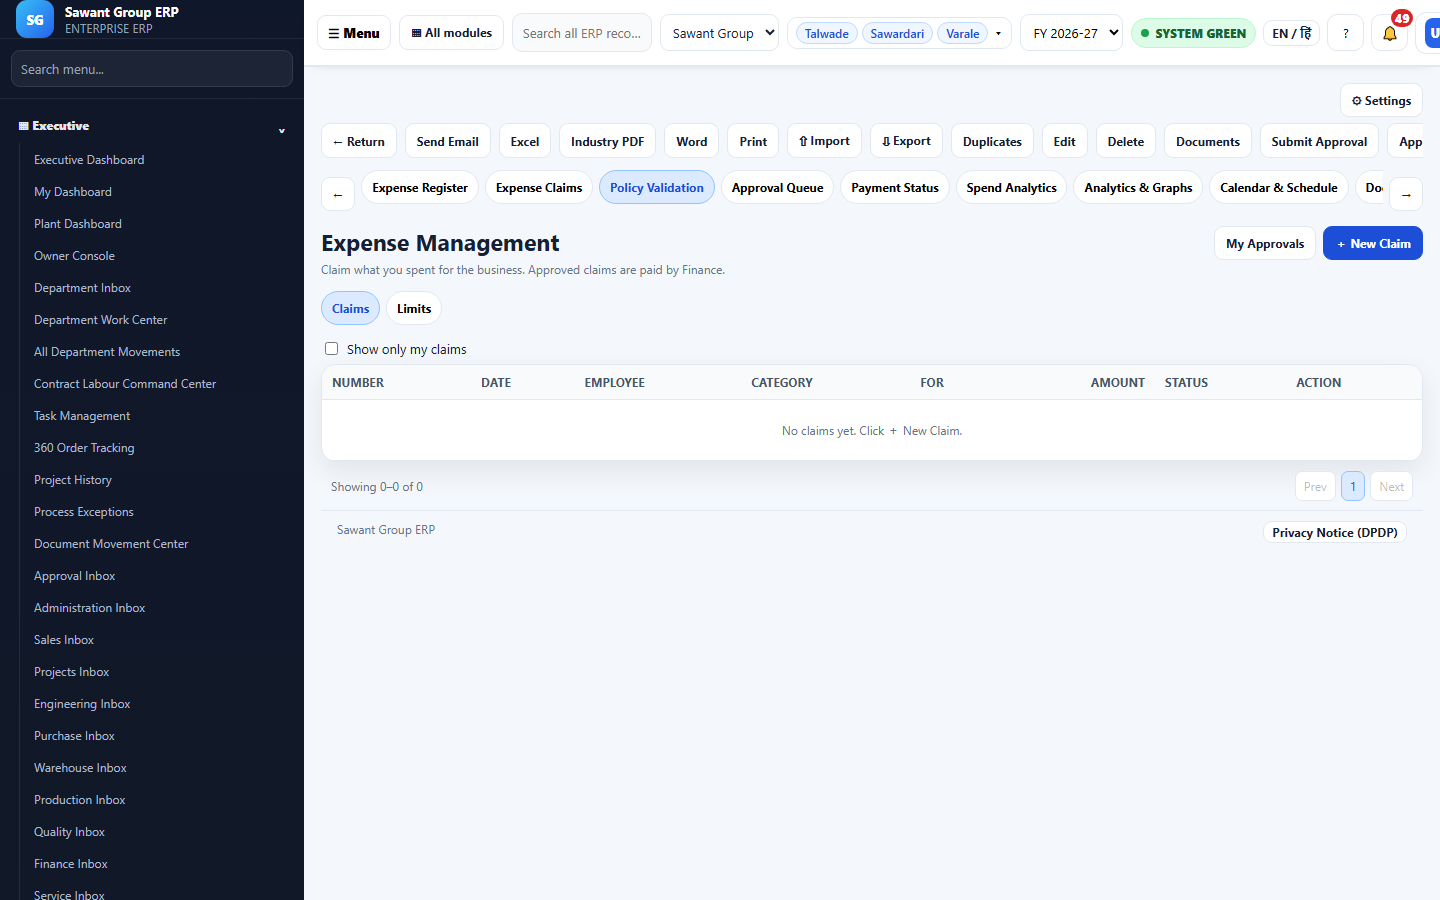 SG
Sawant Group ERP
ENTERPRISE ERP
Search menu...
Executive
Executive Dashboard
My Dashboard
Plant Dashboard
Owner Console
Department Inbox
Department Work Center
All Department Movements
Contract Labour Command Center
Task Management
360 Order Tracking
Project History
Process Exceptions
Document Movement Center
Approval Inbox
Administration Inbox
Sales Inbox
Projects Inbox
Engineering Inbox
Purchase Inbox
Warehouse Inbox
Production Inbox
Quality Inbox
Finance Inbox
Service Inbox
☰ Menu
All modules
Search all ERP reco...
Sawant Group
Talwade Sawardari Varale
FY 2026-27
SYSTEM GREEN
EN / हिं
?
49
U
⚙ Settings
← Return
Send Email
Excel
Industry PDF
Word
Print
⇧ Import
⇩ Export
Duplicates
Edit
Delete
Documents
Submit Approval
App
←
Expense Register
Expense Claims
Policy Validation
Approval Queue
Payment Status
Spend Analytics
Analytics & Graphs
Calendar & Schedule
Do
→
Expense Management
Claim what you spent for the business. Approved claims are paid by Finance.
My Approvals
+ New Claim
Claims
Limits
Show only my claims
NUMBER DATE EMPLOYEE CATEGORY FOR AMOUNT STATUS ACTION
No claims yet. Click + New Claim.
Showing 0–0 of 0
Prev 1 Next
Sawant Group ERP
Privacy Notice (DPDP)